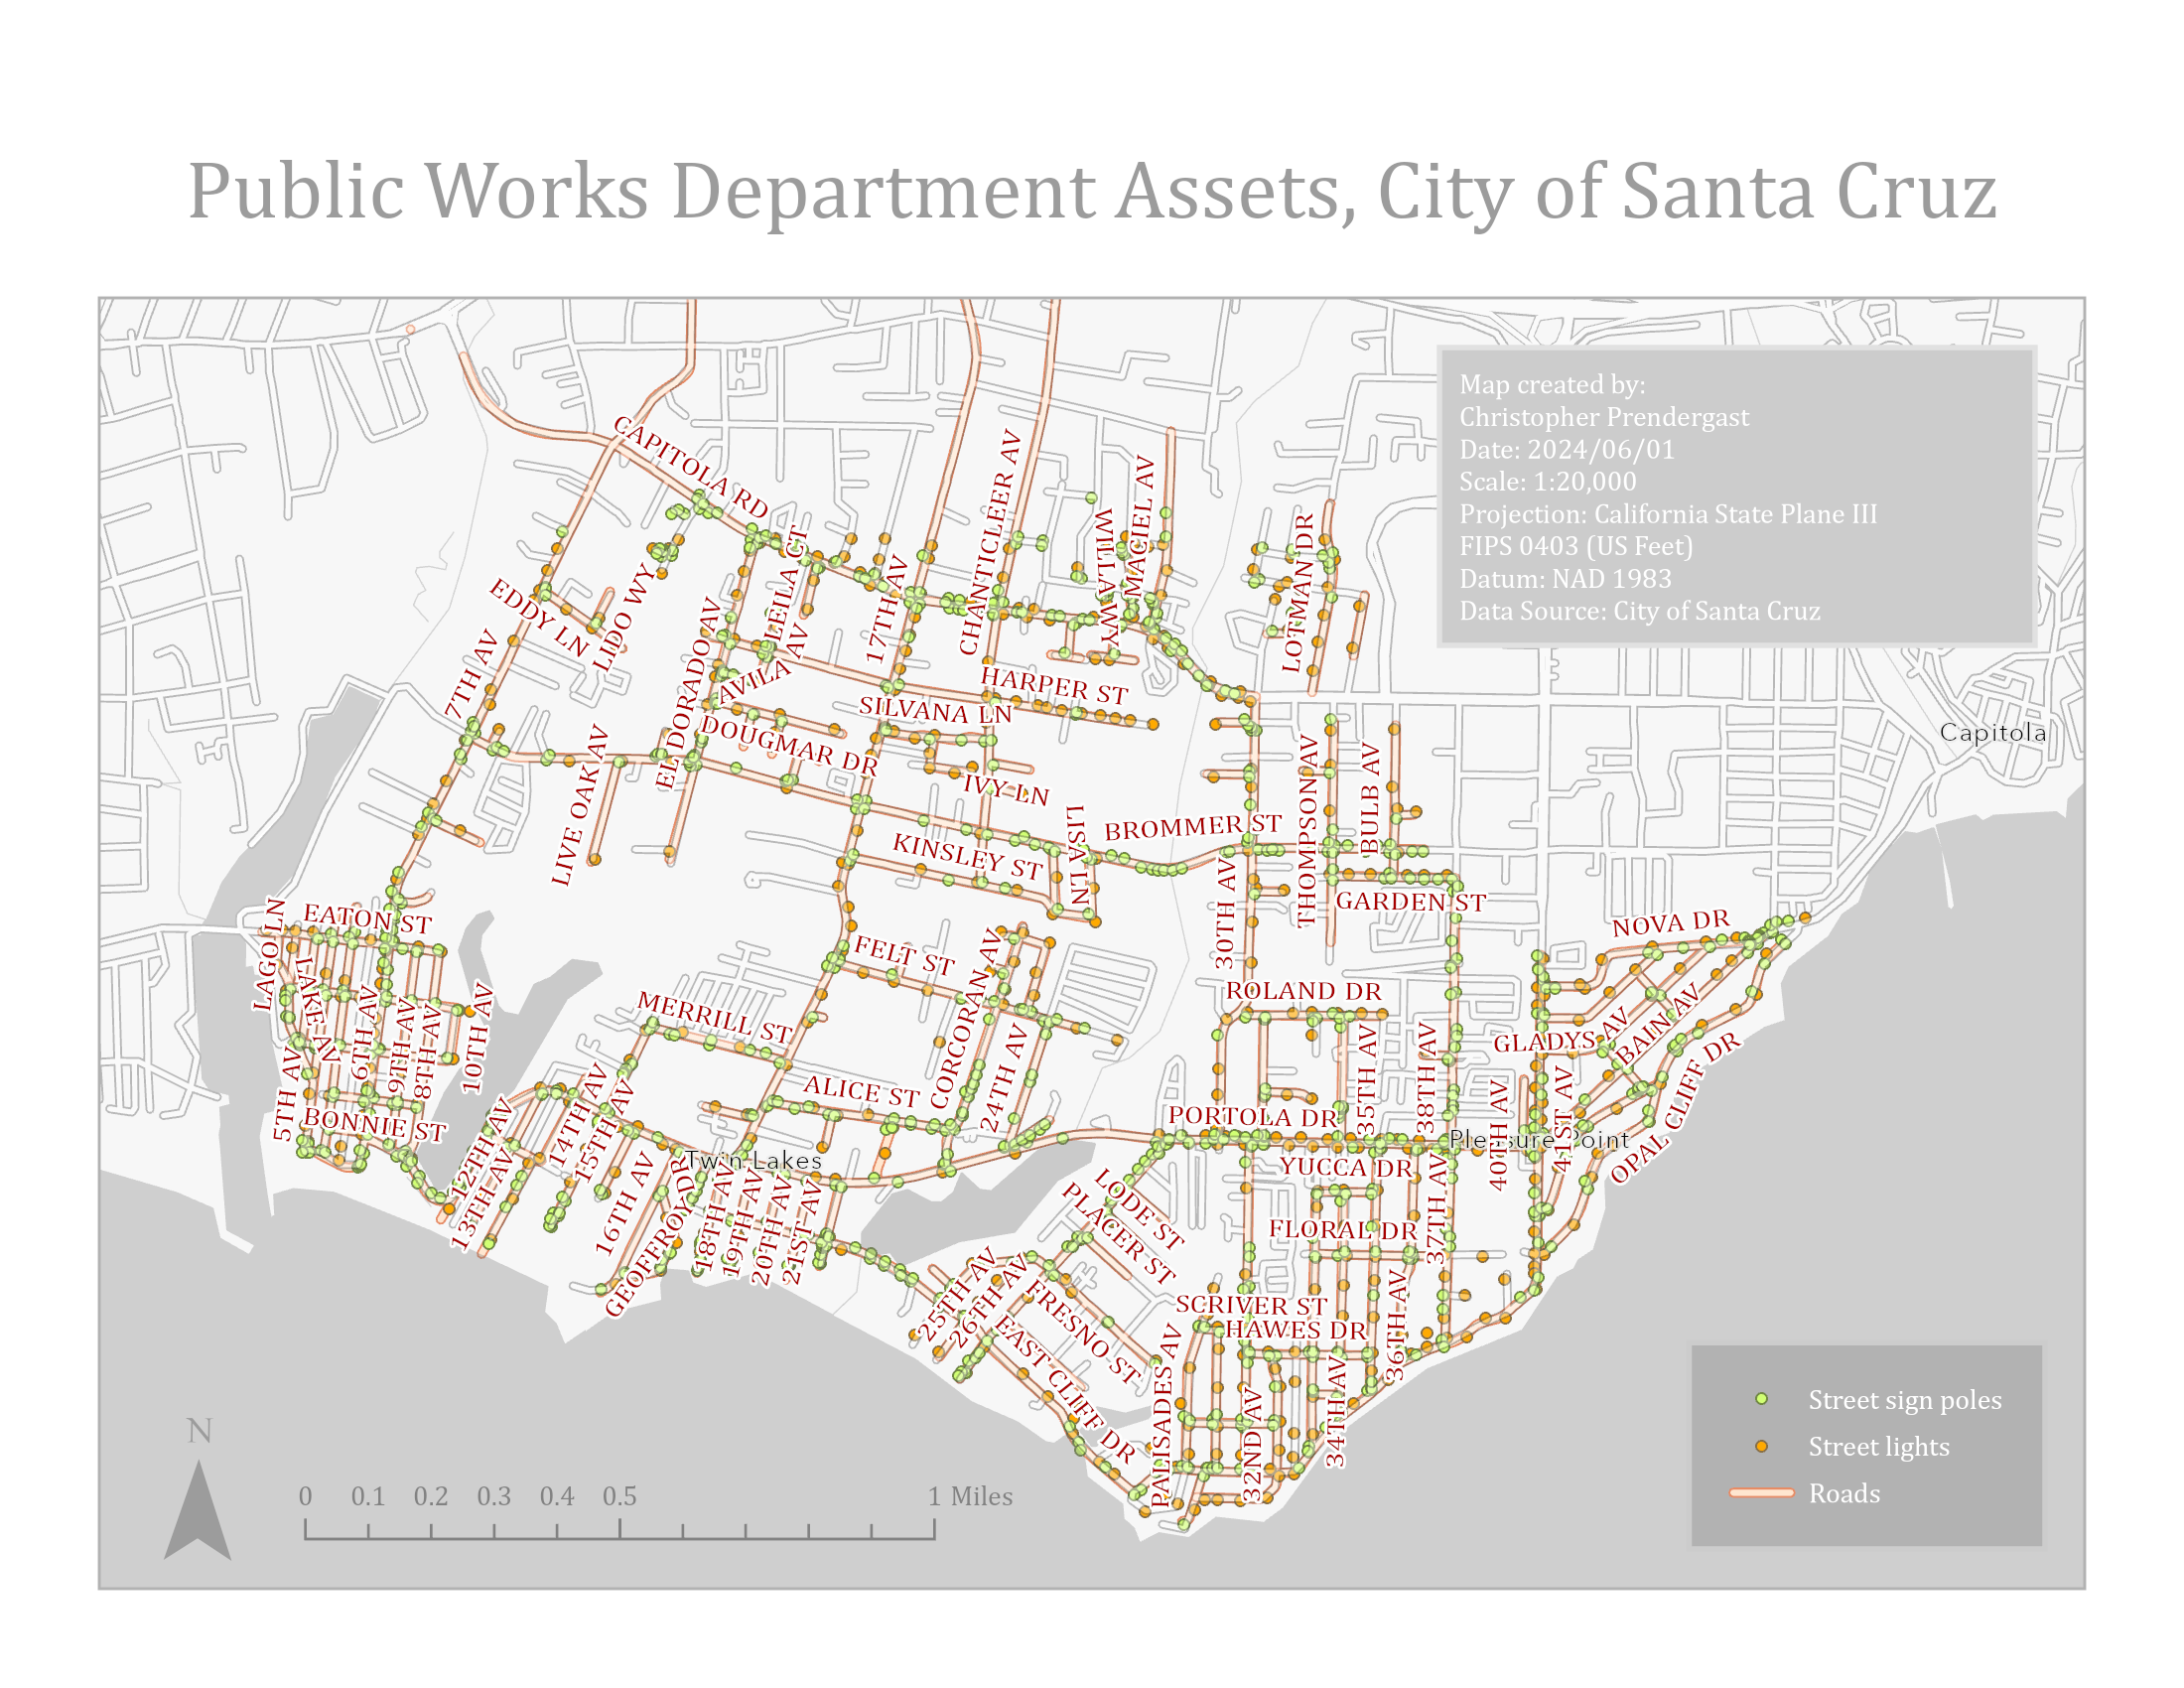 Public Works Department Assets, City of Santa Cruz
Map created by:
Christopher Prendergast
Date: 2024/06/01
Scale: 1:20,000
Projection: California State Plane III
FIPS 0403 (US Feet)
Datum: NAD 1983
Data Source: City of Santa Cruz
CAPITOLA RD
CHANTICLEER AV
MACIEL AV
WILLA WY
LOTMAN DR
LEILA CT
17TH AV
EDDY LN
LIDO WY
EL DORADO AV
AVILA AV
7TH AV
HARPER ST
SILVANA LN
DOUGMAR DR
IVY LN
Capitola
LIVE OAK AV
LISA LN
BROMMER ST
THOMPSON AV
BULB AV
KINSLEY ST
30TH AV
GARDEN ST
LAGO LN
EATON ST
FELT ST
NOVA DR
LAKE AV
6TH AV
9TH AV
8TH AV
10TH AV
MERRILL ST
CORCORAN AV
24TH AV
ROLAND DR
GLADYS AV
BAIN AV
OPAL CLIFF DR
5TH AV
BONNIE ST
12TH AV
13TH AV
14TH AV
15TH AV
16TH AV
ALICE ST
PORTOLA DR
35TH AV
38TH AV
40TH AV
41ST AV
Pleasure Point
Twin Lakes
GEOFFROY DR
18TH AV
19TH AV
20TH AV
21ST AV
YUCCA DR
LODE ST
PLACER ST
FLORAL DR
37TH AV
25TH AV
26TH AV
FRESNO ST
EAST CLIFF DR
SCRIVER ST
HAWES DR
36TH AV
PALISADES AV
32ND AV
34TH AV
Street sign poles
Street lights
Roads
N
0 0.1 0.2 0.3 0.4 0.5 1 Miles